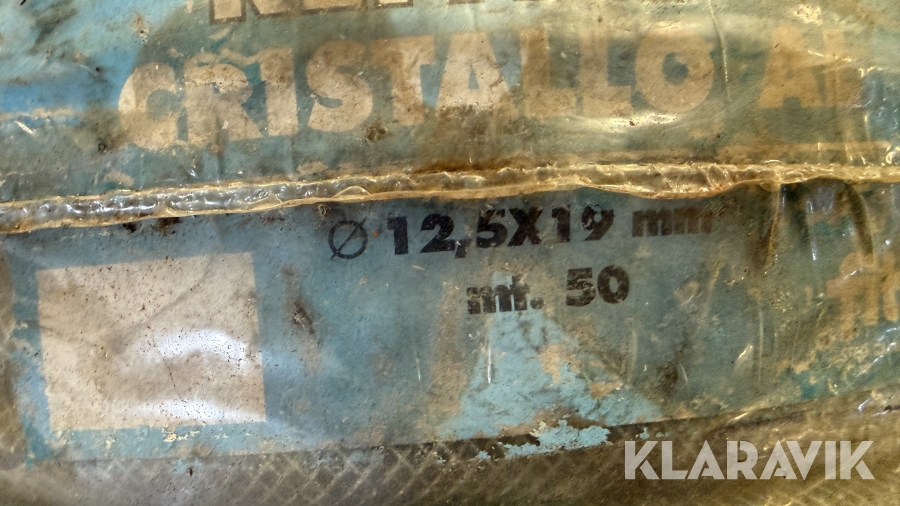 CRISTALLO
Ø 12,5X19 mm
mt. 50
KLARAVIK